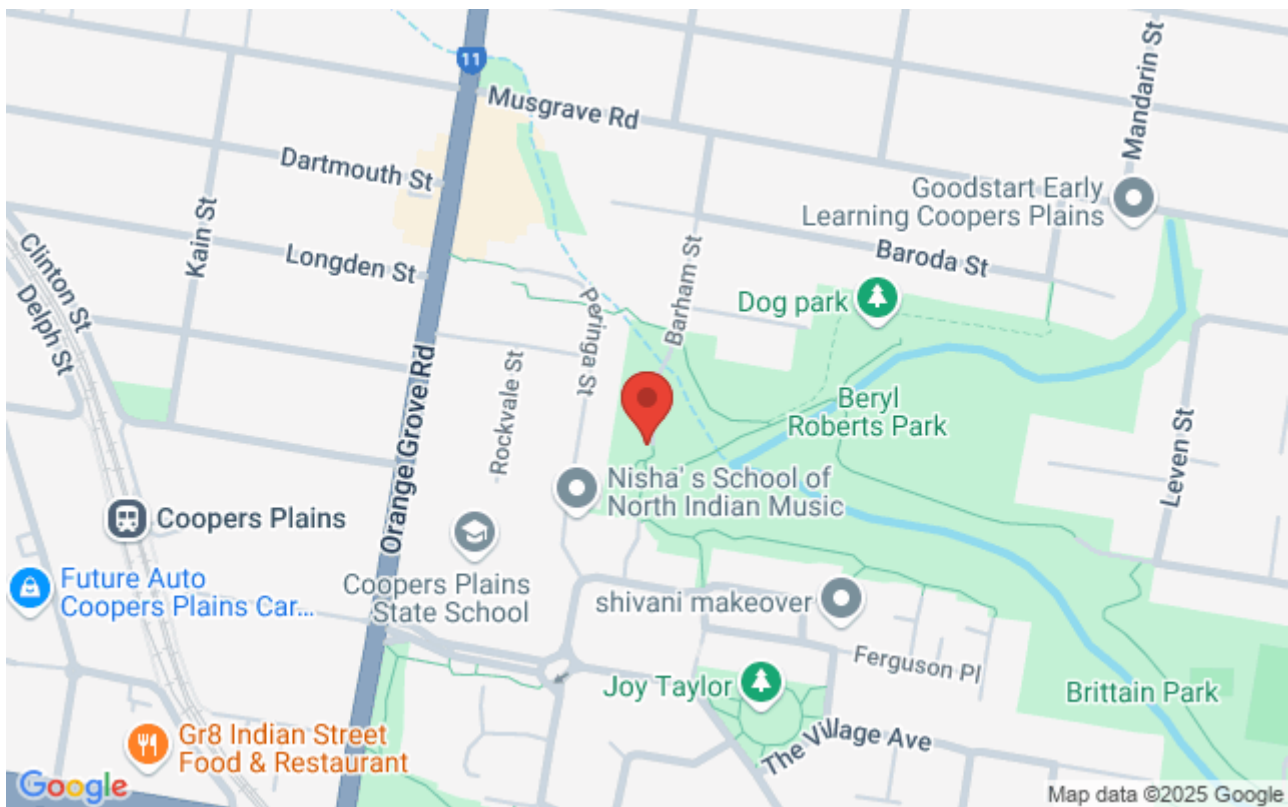 11
Musgrave Rd
Mandarin St
Dartmouth St
Goodstart Early
Learning Coopers Plains
Kain St
Clinton St
Delph St
Longden St
Baroda St
Barham St
Peringa St
Dog park
Rockvale St
Orange Grove Rd
Beryl
Roberts Park
Leven St
Nisha' s School of
North Indian Music
Coopers Plains
Coopers Plains
State School
Future Auto
Coopers Plains Car...
shivani makeover
Ferguson Pl
Joy Taylor
Brittain Park
The Village Ave
Gr8 Indian Street
Food & Restaurant
Google
Map data ©2025 Google